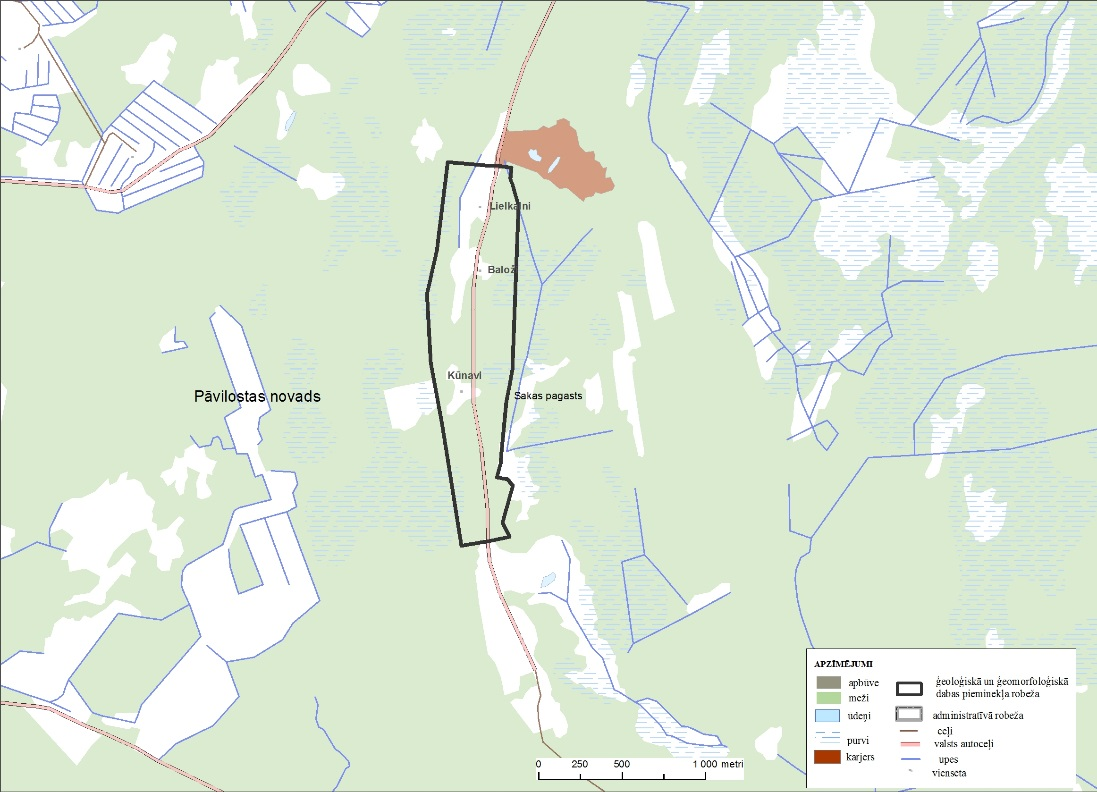 Lielkalni
Balož
Kūnavi
Pāvilostas novads
Sakas pagasts
APZĪMĒJUMI
apbūve
meži
ūdeņi
purvi
karjers
ģeoloģiskā un ģeomorfoloģiskā
dabas pieminekļa robeža
administratīvā robeža
ceļi
valsts autoceļi
upes
viensēta
0 250 500 1 000 metri